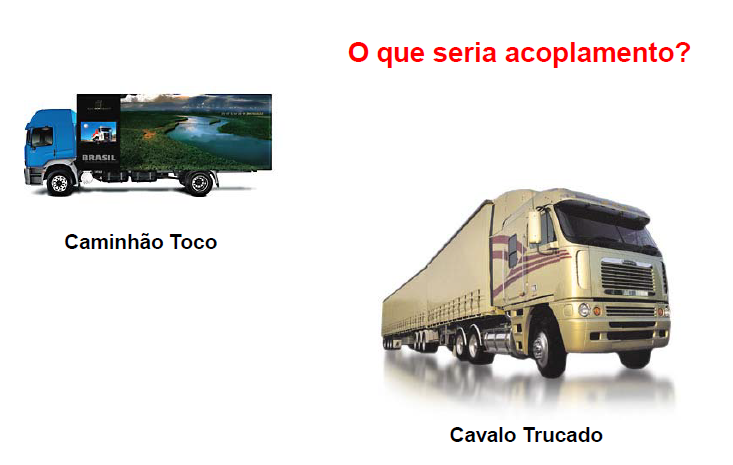 O que seria acoplamento?
BRASIL
Caminhão Toco
Cavalo Trucado